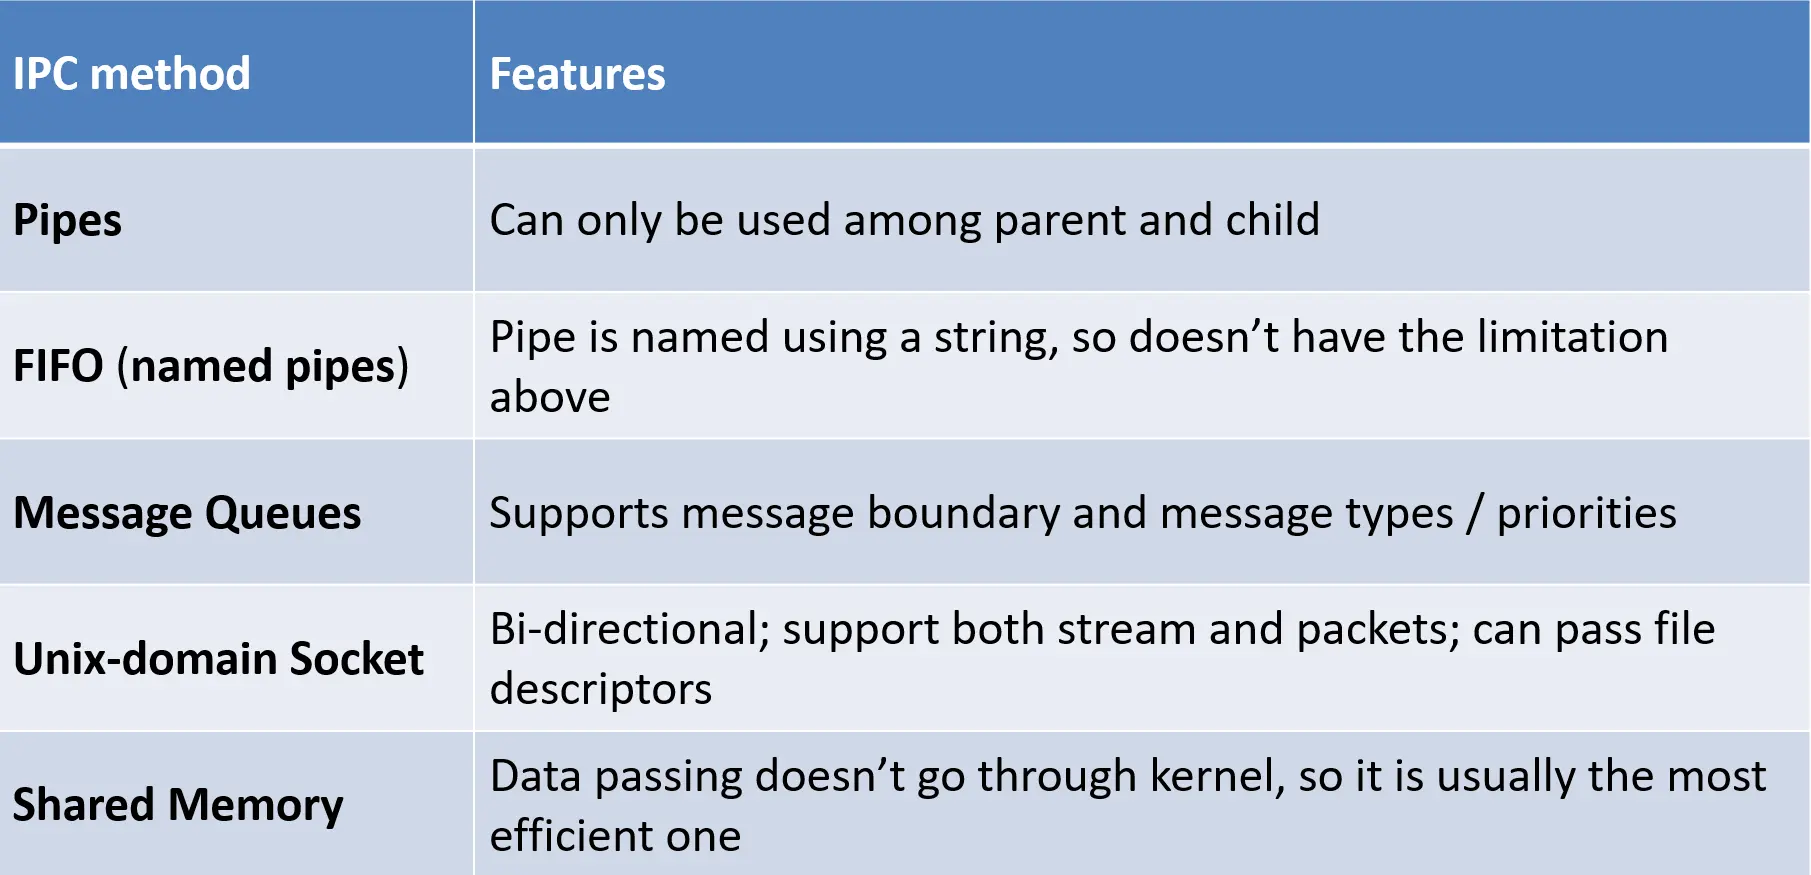 IPC method
Features
Pipes
Can only be used among parent and child
FIFO (named pipes)
Pipe is named using a string, so doesn’t have the limitation
above
Message Queues
Supports message boundary and message types / priorities
Unix-domain Socket
Bi-directional; support both stream and packets; can pass file
descriptors
Shared Memory
Data passing doesn’t go through kernel, so it is usually the most
efficient one